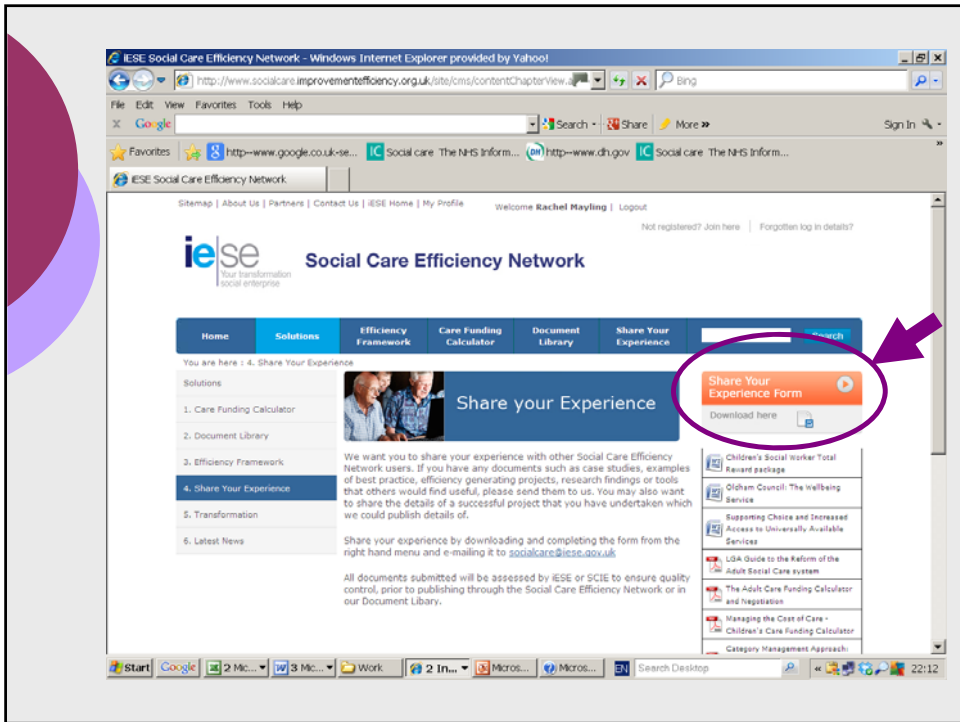 iESE Social Care Efficiency Network - Windows Internet Explorer provided by Yahoo!
http://www.socialcare.improvementefficiency.org.uk/site/cms/contentChapterView.a
Bing
File Edit View Favorites Tools Help
x Google
Search
Share
More »
Sign In
Favorites
http--www.google.co.uk-se...
IC Social care The NHS Inform...
DH http--www.dh.gov
IC Social care The NHS Inform...
»
iESE Social Care Efficiency Network
Sitemap | About Us | Partners | Contact Us | iESE Home | My Profile
Welcome Rachel Mayling | Logout
Not registered? Join here | Forgotten log in details?
iese
Your transformation
social enterprise
Social Care Efficiency Network
Home
Solutions
Efficiency
Framework
Care Funding
Calculator
Document
Library
Share Your
Experience
Search
You are here : 4. Share Your Experience
Solutions
1. Care Funding Calculator
2. Document Library
3. Efficiency Framework
4. Share Your Experience
5. Transformation
6. Latest News
Share your Experience
We want you to share your experience with other Social Care Efficiency
Network users. If you have any documents such as case studies, examples
of best practice, efficiency generating projects, research findings or tools
that others would find useful, please send them to us. You may also want
to share the details of a successful project that you have undertaken which
we could publish details of.
Share your experience by downloading and completing the form from the
right hand menu and e-mailing it to socialcare@iese.gov.uk
All documents submitted will be assessed by iESE or SCIE to ensure quality
control, prior to publishing through the Social Care Efficiency Network or in
our Document Libary.
Share Your
Experience Form
Download here
Children's Social Worker Total
Reward package
Oldham Council: The Wellbeing
Service
Supporting Choice and Increased
Access to Universally Available
Services
LGA Guide to the Reform of the
Adult Social Care system
The Adult Care Funding Calculator
and Negotiation
Managing the Cost of Care -
Children's Care Funding Calculator
Category Management Approach:
Start
Google
2 Mic...
3 Mic...
Work
2 In...
Micros...
Micros...
EN
Search Desktop
«
22:12